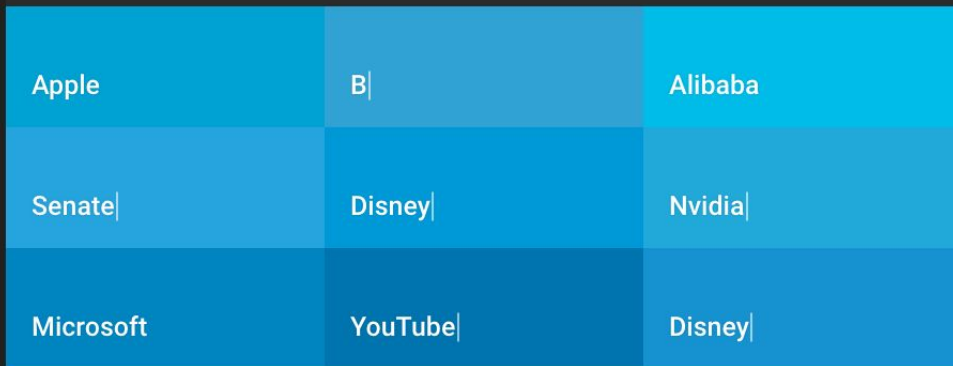 Apple
B
Alibaba
Senate
Disney
Nvidia
Microsoft
YouTube
Disney